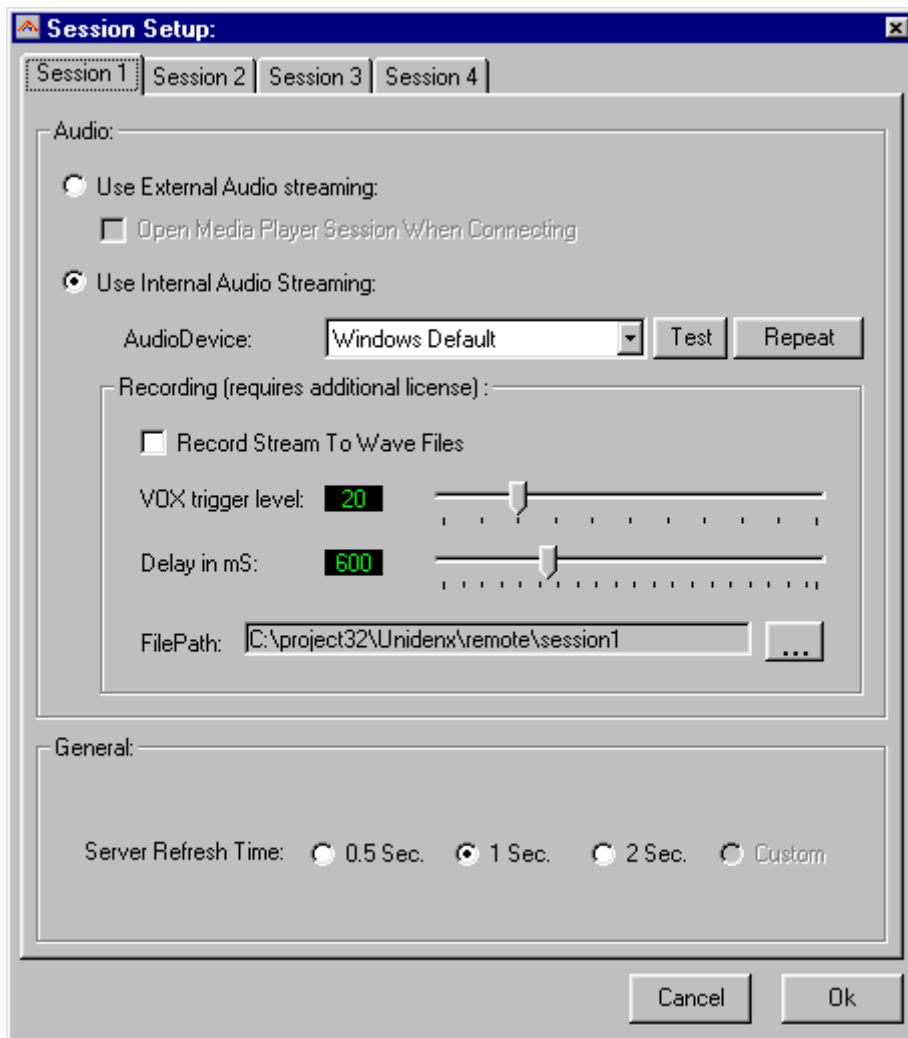 Session Setup:
Session 1 Session 2 Session 3 Session 4
Audio:
Use External Audio streaming:
Open Media Player Session When Connecting
Use Internal Audio Streaming:
AudioDevice: Windows Default Test Repeat
Recording (requires additional license) :
Record Stream To Wave Files
VOX trigger level: 20
Delay in mS: 600
FilePath: C:\project32\Unidenx\remote\session1 ...
General:
Server Refresh Time: 0.5 Sec. 1 Sec. 2 Sec. Custom
Cancel Ok